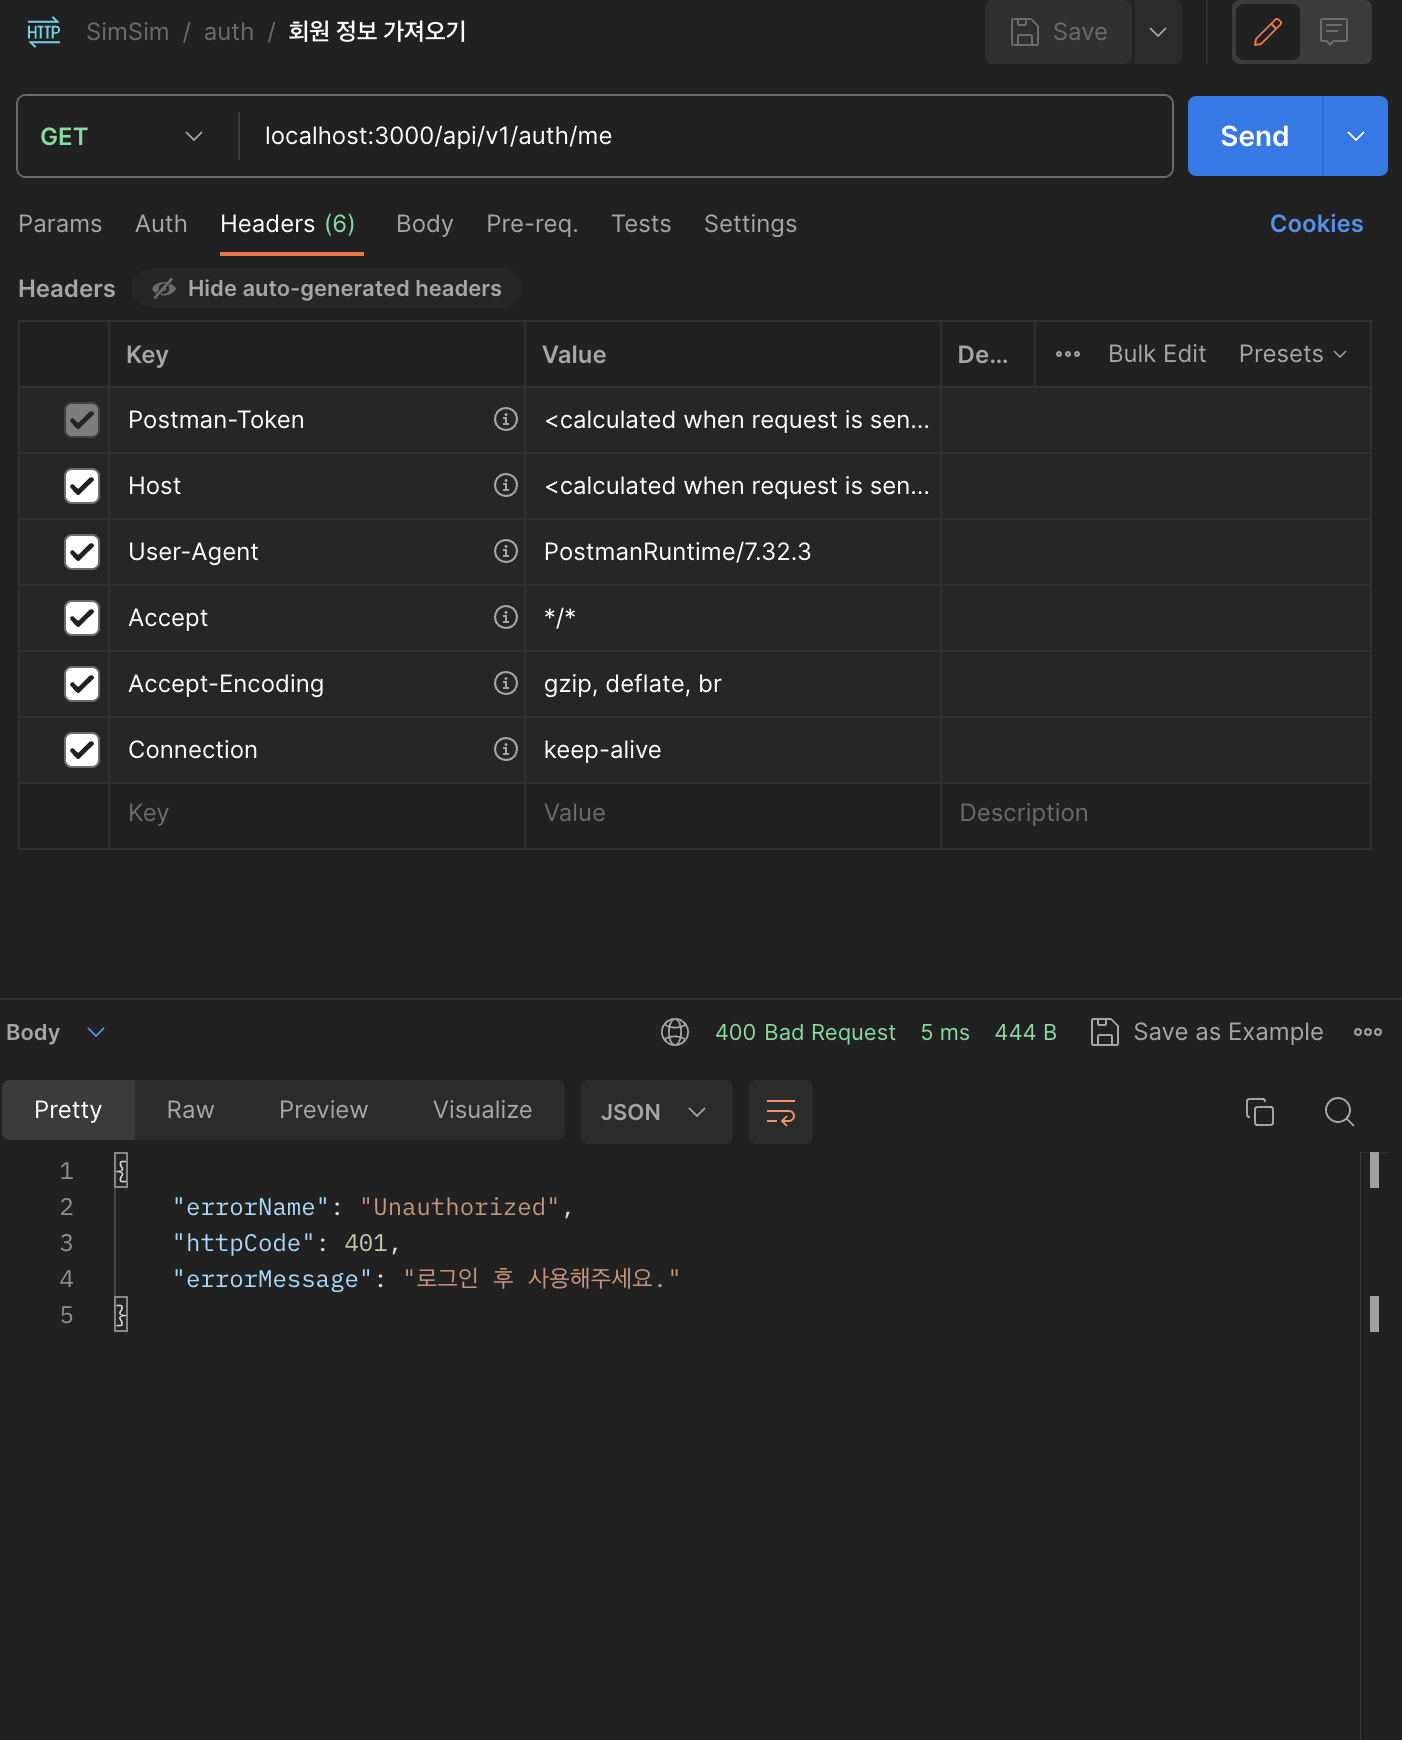 HTTP SimSim / auth / 회원 정보 가져오기 Save
GET localhost:3000/api/v1/auth/me Send
Params Auth Headers (6) Body Pre-req. Tests Settings Cookies
Headers Hide auto-generated headers
Key Value De... Bulk Edit Presets
Postman-Token <calculated when request is sen...
Host <calculated when request is sen...
User-Agent PostmanRuntime/7.32.3
Accept */*
Accept-Encoding gzip, deflate, br
Connection keep-alive
Key Value Description
Body 400 Bad Request 5 ms 444 B Save as Example
Pretty Raw Preview Visualize JSON
1 {
2 "errorName": "Unauthorized",
3 "httpCode": 401,
4 "errorMessage": "로그인 후 사용해주세요."
5 }